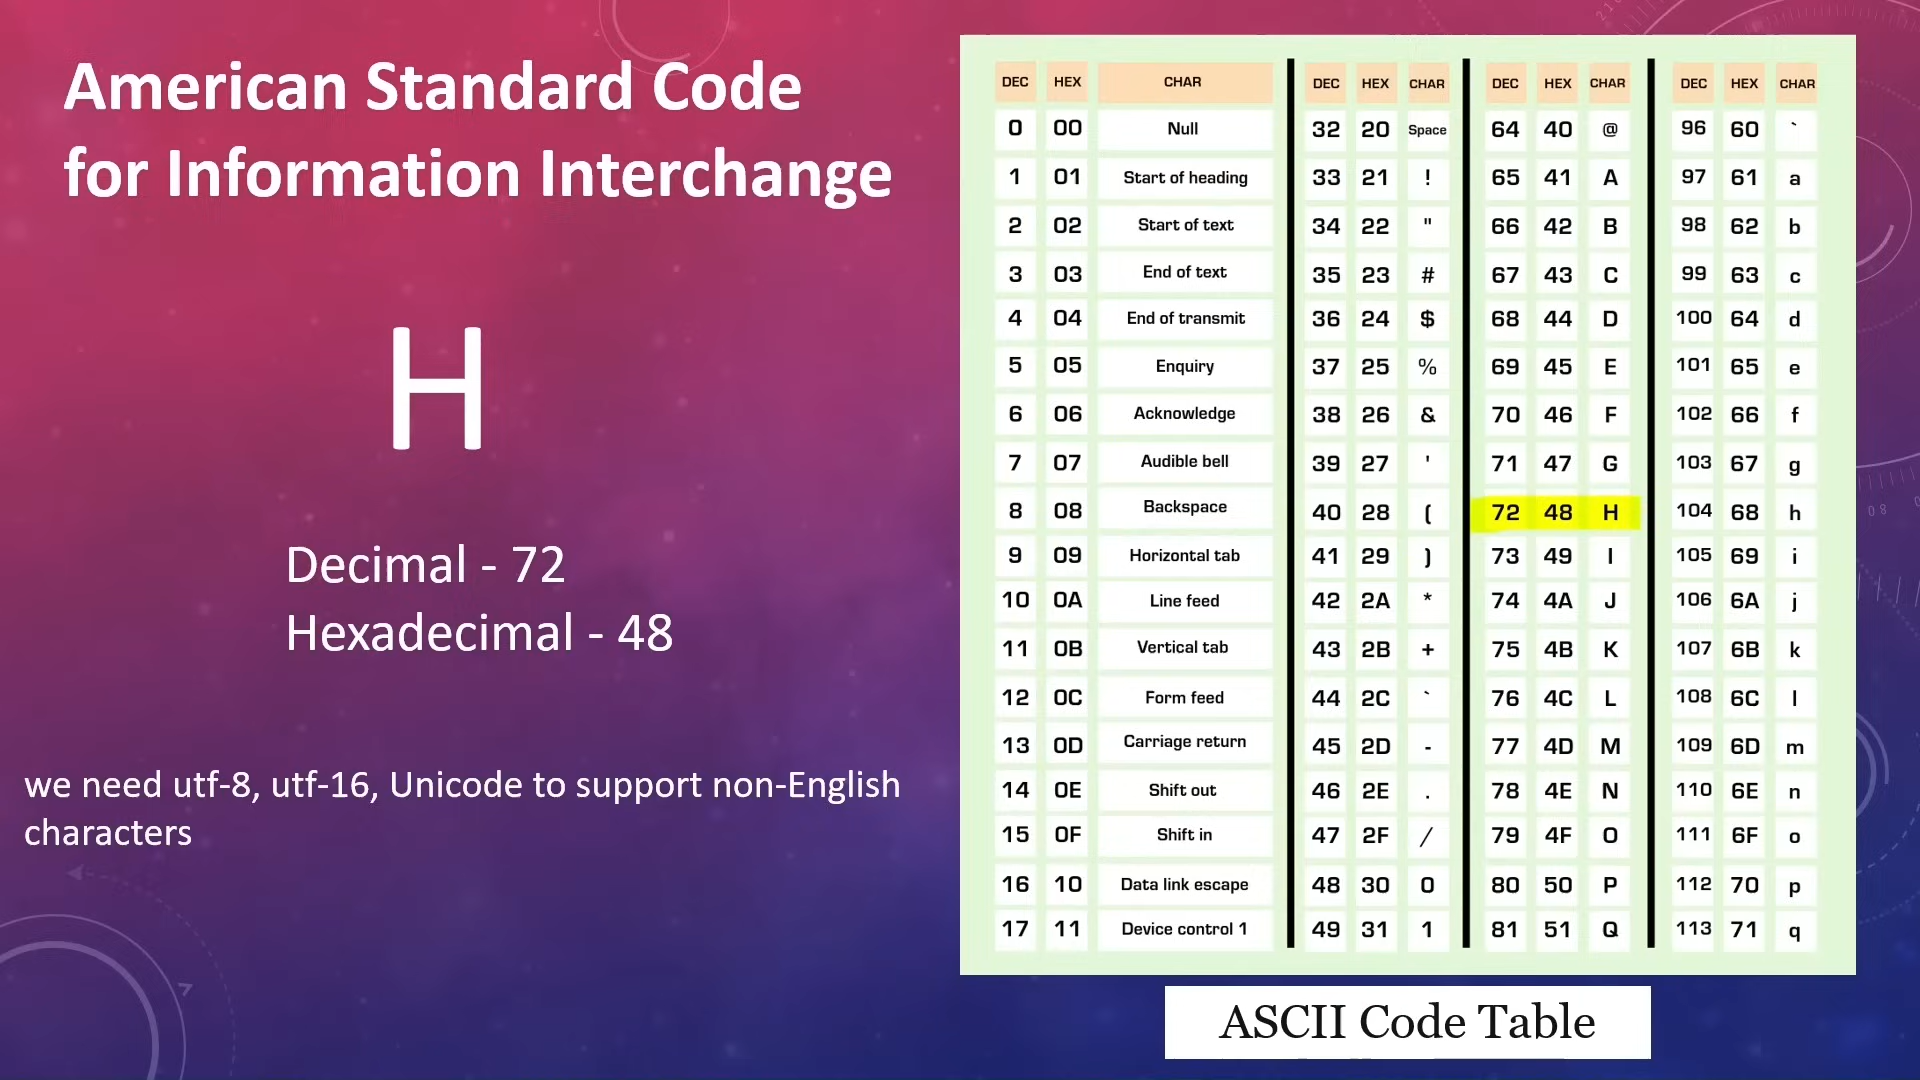 American Standard Code
for Information Interchange
H
Decimal - 72
Hexadecimal - 48
we need utf-8, utf-16, Unicode to support non-English
characters
DEC HEX CHAR DEC HEX CHAR DEC HEX CHAR DEC HEX CHAR
0 00 Null 32 20 Space 64 40 @ 96 60 `
1 01 Start of heading 33 21 ! 65 41 A 97 61 a
2 02 Start of text 34 22 " 66 42 B 98 62 b
3 03 End of text 35 23 # 67 43 C 99 63 c
4 04 End of transmit 36 24 $ 68 44 D 100 64 d
5 05 Enquiry 37 25 % 69 45 E 101 65 e
6 06 Acknowledge 38 26 & 70 46 F 102 66 f
7 07 Audible bell 39 27 ' 71 47 G 103 67 g
8 08 Backspace 40 28 ( 72 48 H 104 68 h
9 09 Horizontal tab 41 29 ) 73 49 I 105 69 i
10 0A Line feed 42 2A * 74 4A J 106 6A j
11 0B Vertical tab 43 2B + 75 4B K 107 6B k
12 0C Form feed 44 2C ` 76 4C L 108 6C l
13 0D Carriage return 45 2D - 77 4D M 109 6D m
14 0E Shift out 46 2E . 78 4E N 110 6E n
15 0F Shift in 47 2F / 79 4F O 111 6F o
16 10 Data link escape 48 30 0 80 50 P 112 70 p
17 11 Device control 1 49 31 1 81 51 Q 113 71 q
ASCII Code Table